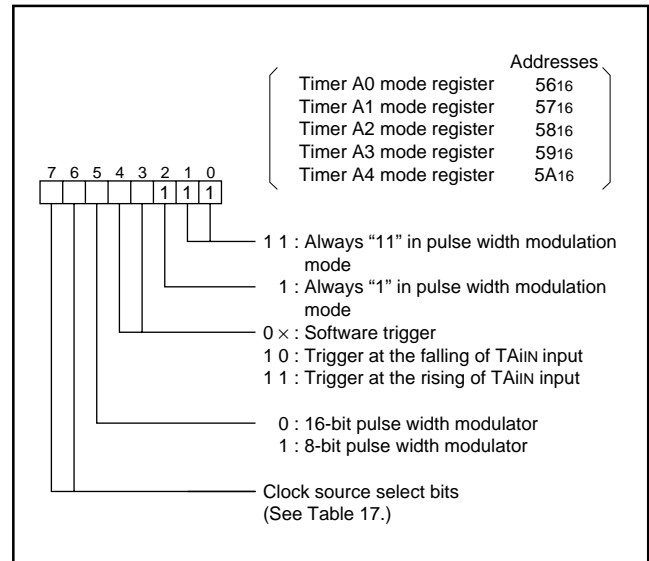 Addresses
Timer A0 mode register 5616
Timer A1 mode register 5716
Timer A2 mode register 5816
Timer A3 mode register 5916
Timer A4 mode register 5A16
7 6 5 4 3 2 1 0
1 1 1
1 1 : Always “11” in pulse width modulation
mode
1 : Always “1” in pulse width modulation
mode
0 × : Software trigger
1 0 : Trigger at the falling of TAiIN input
1 1 : Trigger at the rising of TAiIN input
0 : 16-bit pulse width modulator
1 : 8-bit pulse width modulator
Clock source select bits
(See Table 17.)